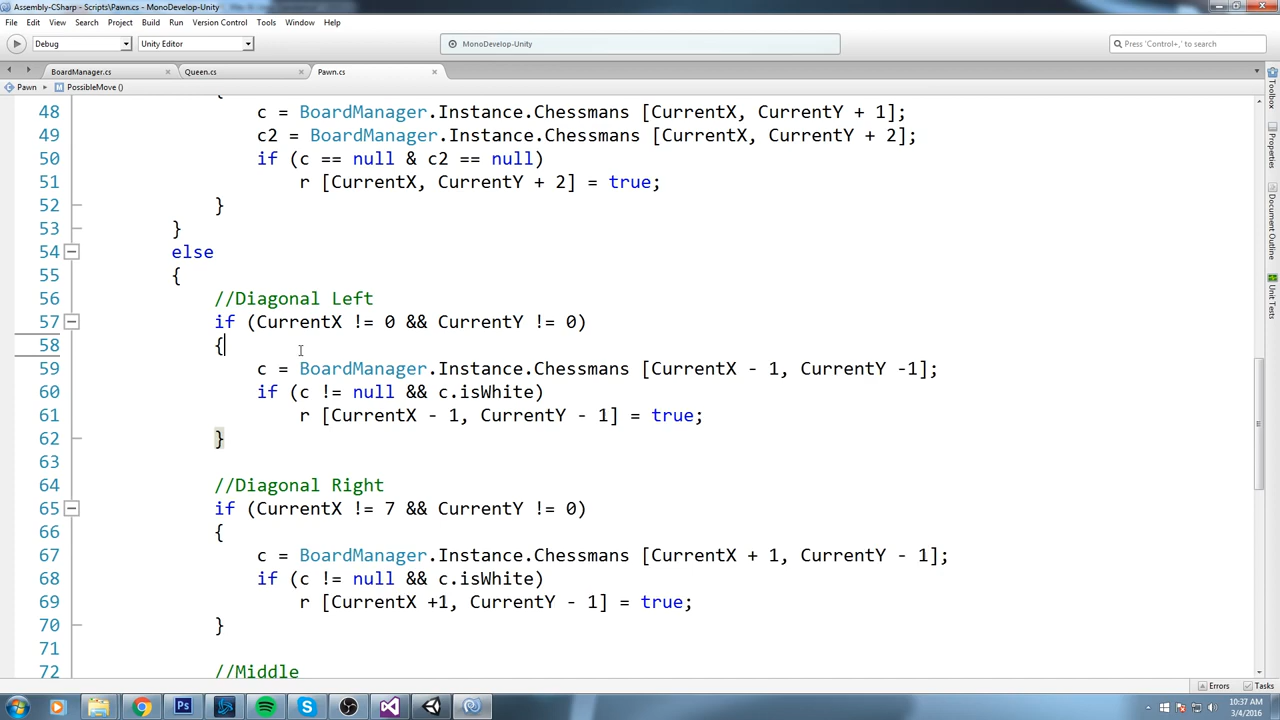 Assembly-CSharp - Scripts\Pawn.cs - MonoDevelop-Unity
File Edit View Search Project Build Run Version Control Tools Window Help
Debug Unity Editor MonoDevelop-Unity Press 'Control+,' to search
BoardManager.cs Queen.cs Pawn.cs
Pawn PossibleMove ()
{
48 c = BoardManager.Instance.Chessmans [CurrentX, CurrentY + 1];
49 c2 = BoardManager.Instance.Chessmans [CurrentX, CurrentY + 2];
50 if (c == null & c2 == null)
51 r [CurrentX, CurrentY + 2] = true;
52 }
53 }
54 else
55 {
56 //Diagonal Left
57 if (CurrentX != 0 && CurrentY != 0)
58 {
59 c = BoardManager.Instance.Chessmans [CurrentX - 1, CurrentY -1];
60 if (c != null && c.isWhite)
61 r [CurrentX - 1, CurrentY - 1] = true;
62 }
63
64 //Diagonal Right
65 if (CurrentX != 7 && CurrentY != 0)
66 {
67 c = BoardManager.Instance.Chessmans [CurrentX + 1, CurrentY - 1];
68 if (c != null && c.isWhite)
69 r [CurrentX +1, CurrentY - 1] = true;
70 }
71
72 //Middle
Toolbox
Properties
Document Outline
Unit Tests
Errors Tasks
10:37 AM
3/4/2016